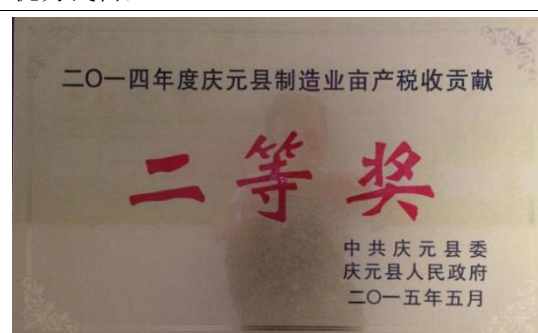 二〇一四年度庆元县制造业亩产税收贡献
二等奖
中共庆元县委
庆元县人民政府
二〇一五年五月